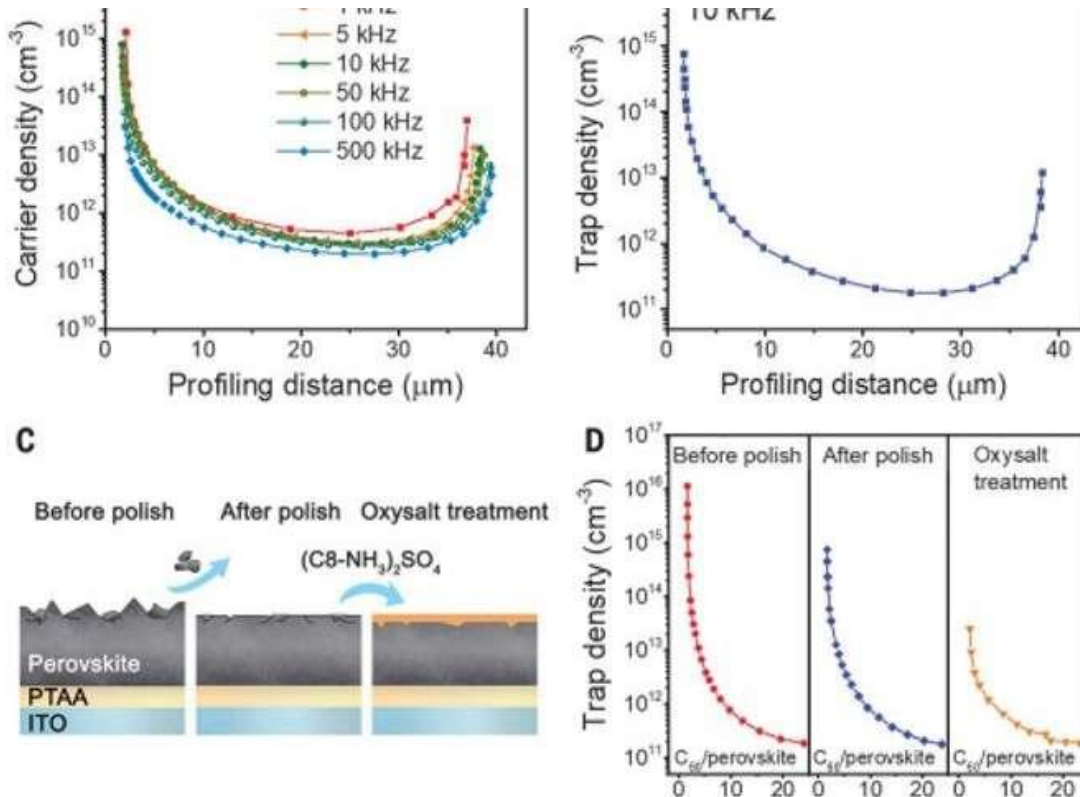 1 kHz
5 kHz
10 kHz
50 kHz
100 kHz
500 kHz
Carrier density (cm⁻³)
10¹⁵
10¹⁴
10¹³
10¹²
10¹¹
10¹⁰
0 10 20 30 40
Profiling distance (μm)
10 kHz
Trap density (cm⁻³)
10¹⁵
10¹⁴
10¹³
10¹²
10¹¹
0 10 20 30 40
Profiling distance (μm)
C
Before polish After polish Oxysalt treatment
(C8-NH₃)₂SO₄
Perovskite
PTAA
ITO
D
Trap density (cm⁻³)
10¹⁷
10¹⁶
10¹⁵
10¹⁴
10¹³
10¹²
10¹¹
Before polish
After polish
Oxysalt
treatment
C₆₀/perovskite C₆₀/perovskite C₆₀/perovskite
0 10 20 0 10 20 0 10 20